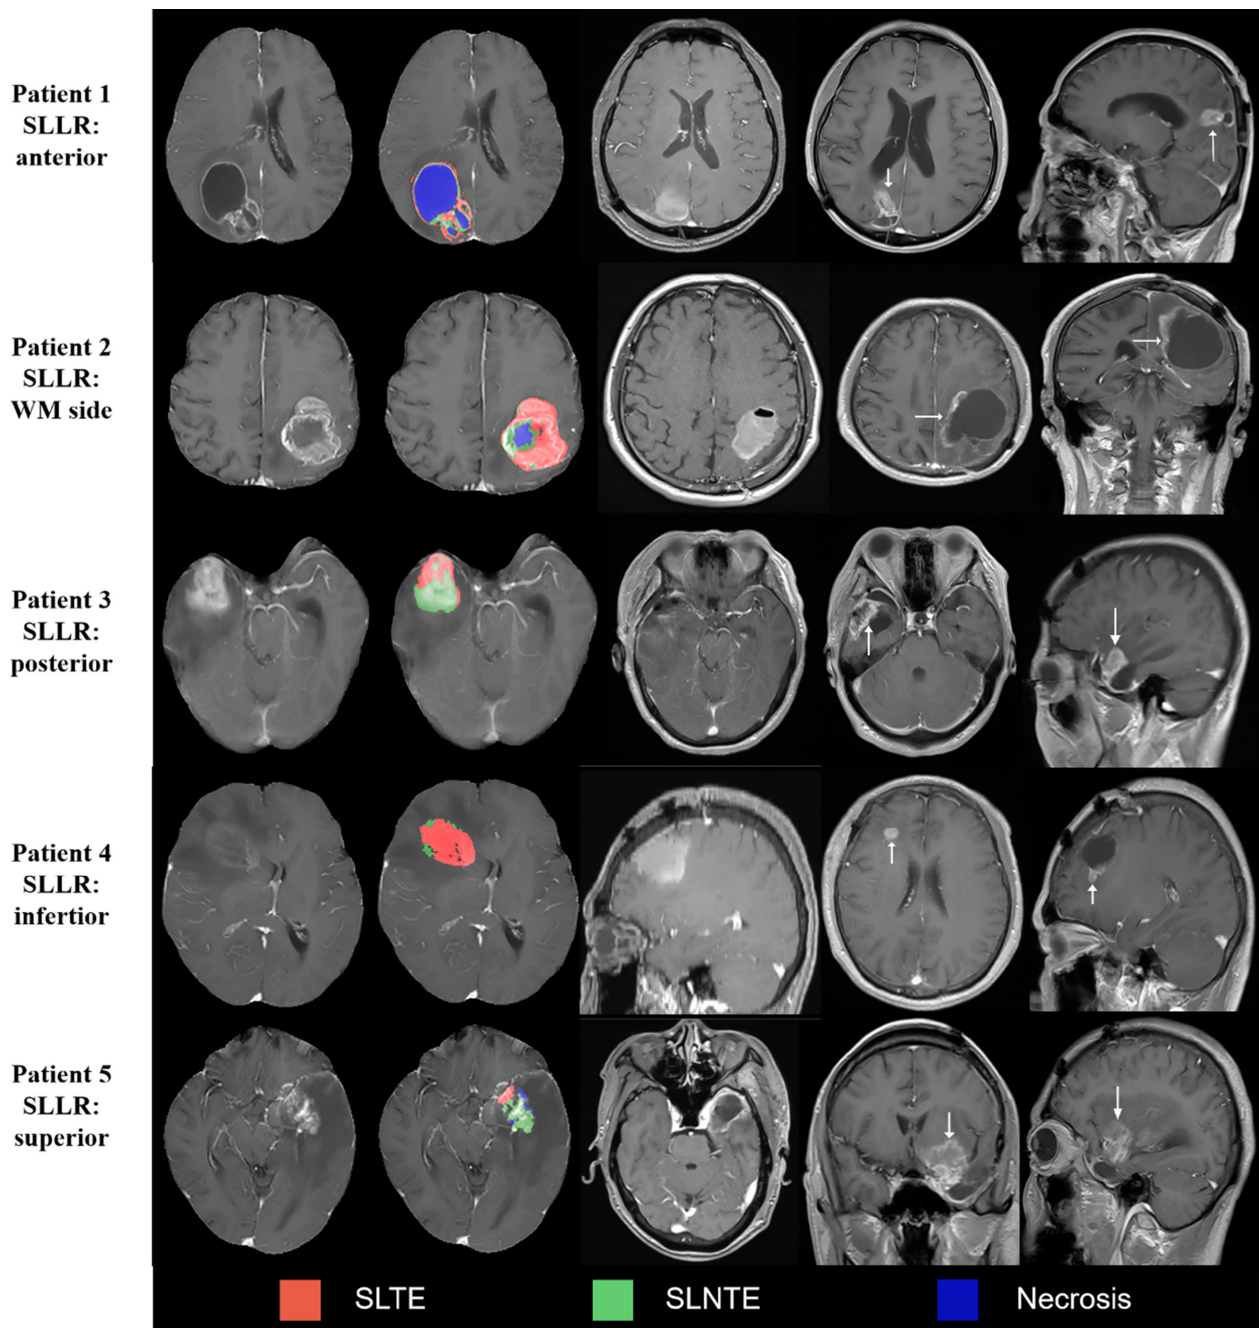 Patient 1
SLLR:
anterior
Patient 2
SLLR:
WM side
Patient 3
SLLR:
posterior
Patient 4
SLLR:
infertior
Patient 5
SLLR:
superior
SLTE
SLNTE
Necrosis